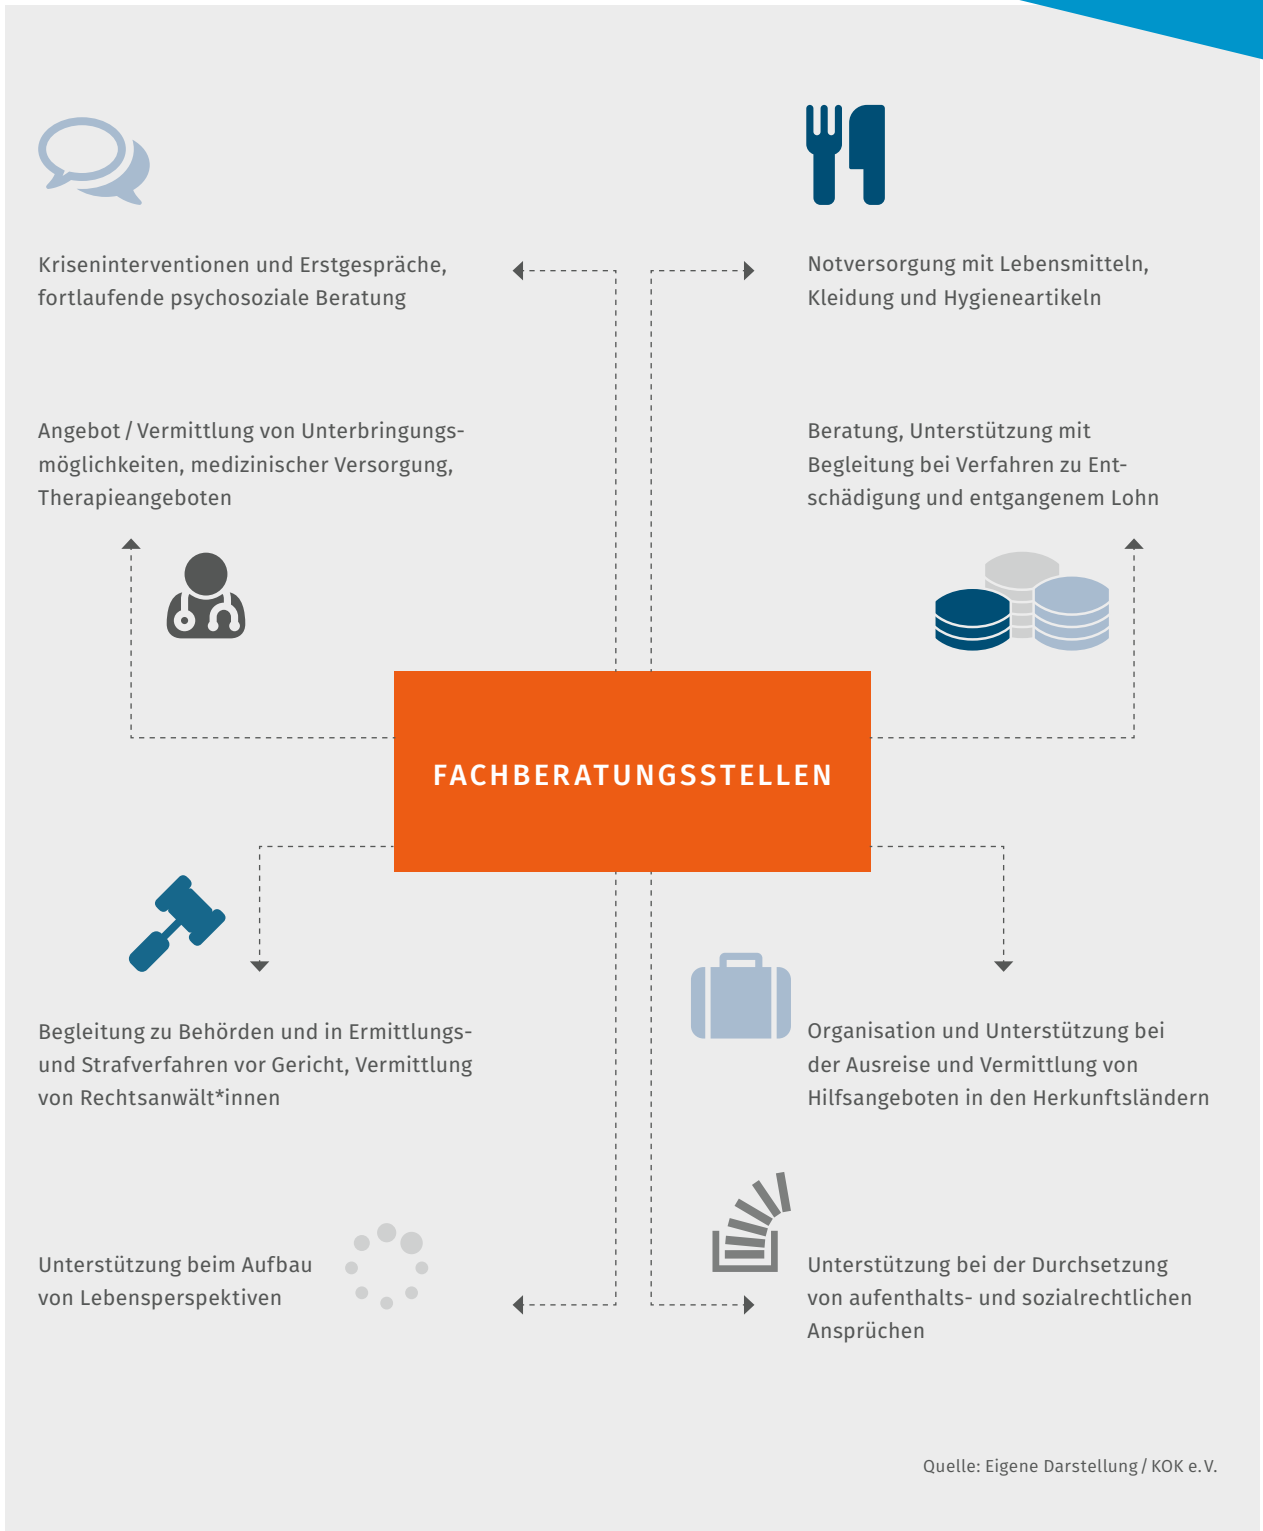 Kriseninterventionen und Erstgespräche,
fortlaufende psychosoziale Beratung
Notversorgung mit Lebensmitteln,
Kleidung und Hygieneartikeln
Angebot / Vermittlung von Unterbringungs-
möglichkeiten, medizinischer Versorgung,
Therapieangeboten
Beratung, Unterstützung mit
Begleitung bei Verfahren zu Ent-
schädigung und entgangenem Lohn
FACHBERATUNGSSTELLEN
Begleitung zu Behörden und in Ermittlungs-
und Strafverfahren vor Gericht, Vermittlung
von Rechtsanwält*innen
Organisation und Unterstützung bei
der Ausreise und Vermittlung von
Hilfsangeboten in den Herkunftsländern
Unterstützung beim Aufbau
von Lebensperspektiven
Unterstützung bei der Durchsetzung
von aufenthalts- und sozialrechtlichen
Ansprüchen
Quelle: Eigene Darstellung / KOK e. V.